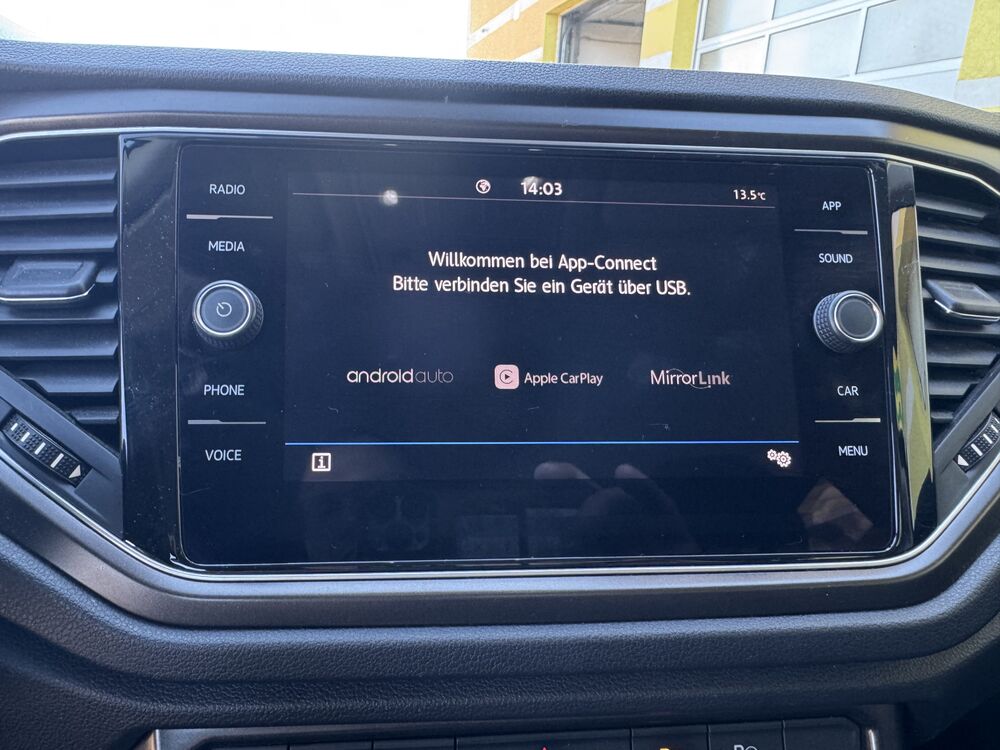 RADIO
MEDIA
PHONE
VOICE
14:03
13.5°C
Willkommen bei App-Connect
Bitte verbinden Sie ein Gerät über USB.
androidauto
Apple CarPlay
MirrorLink
i
APP
SOUND
CAR
MENU